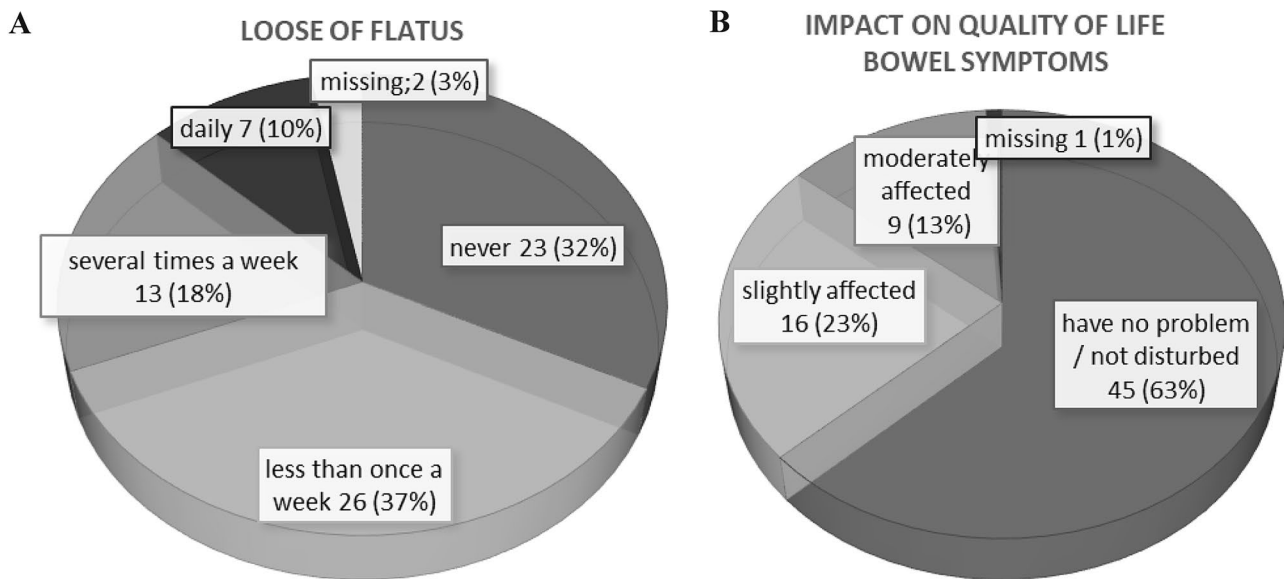 A
LOOSE OF FLATUS
missing;2 (3%)
daily 7 (10%)
never 23 (32%)
several times a week
13 (18%)
less than once a
week 26 (37%)
B
IMPACT ON QUALITY OF LIFE
BOWEL SYMPTOMS
missing 1 (1%)
moderately
affected
9 (13%)
slightly affected
16 (23%)
have no problem
/ not disturbed
45 (63%)